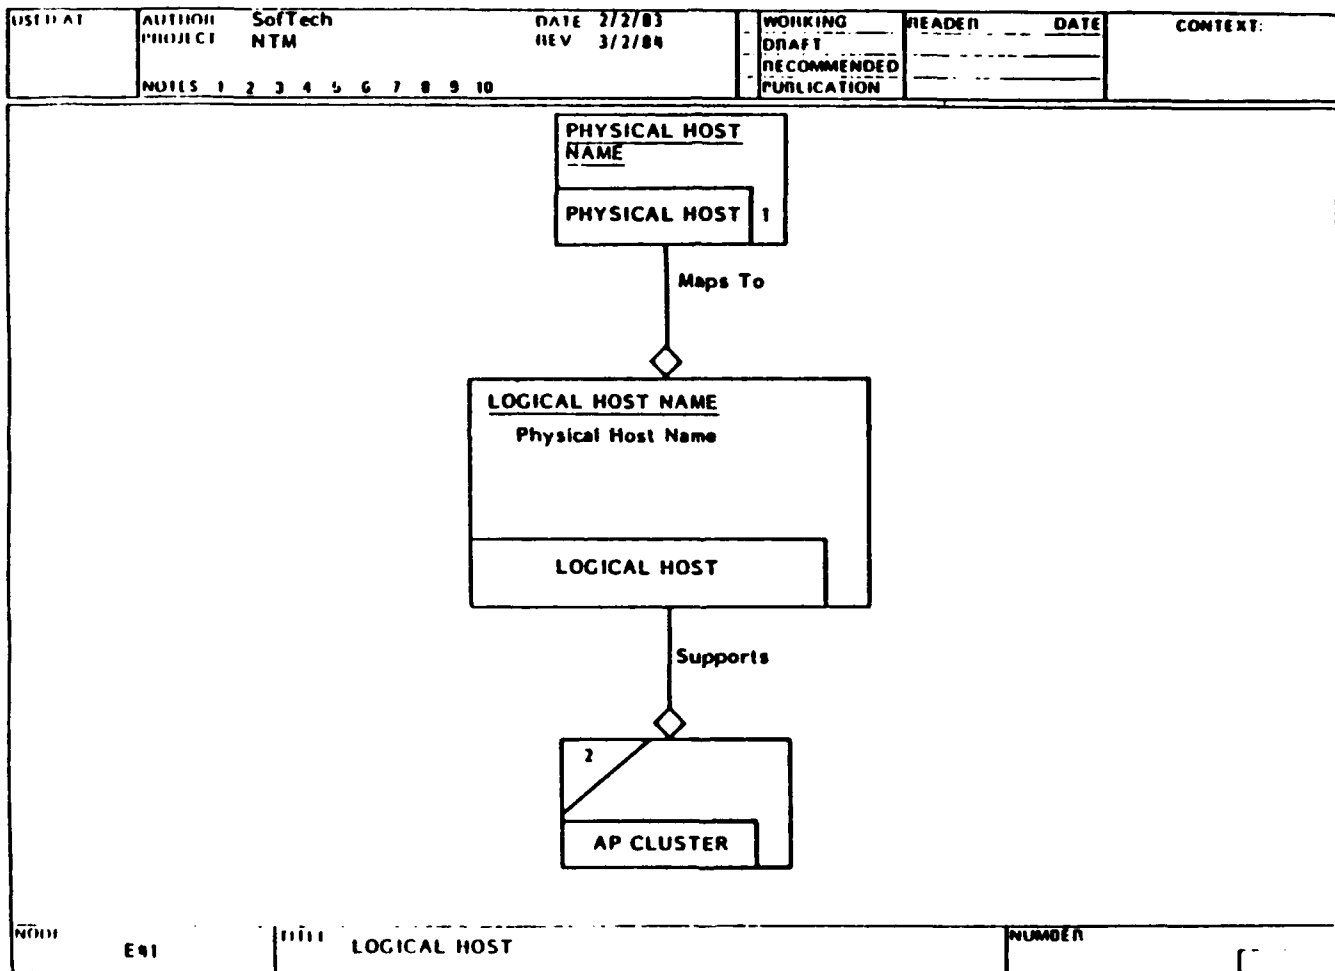 USED AT
AUTHOR SofTech DATE 2/2/83
PROJECT NTM REV 3/2/84
NOTES 1 2 3 4 5 6 7 8 9 10
WORKING
DRAFT
RECOMMENDED
PUBLICATION
READER DATE
CONTEXT:
PHYSICAL HOST
NAME
PHYSICAL HOST 1
Maps To
LOGICAL HOST NAME
Physical Host Name
LOGICAL HOST
Supports
2
AP CLUSTER
NODE
TITLE LOGICAL HOST
NUMBER